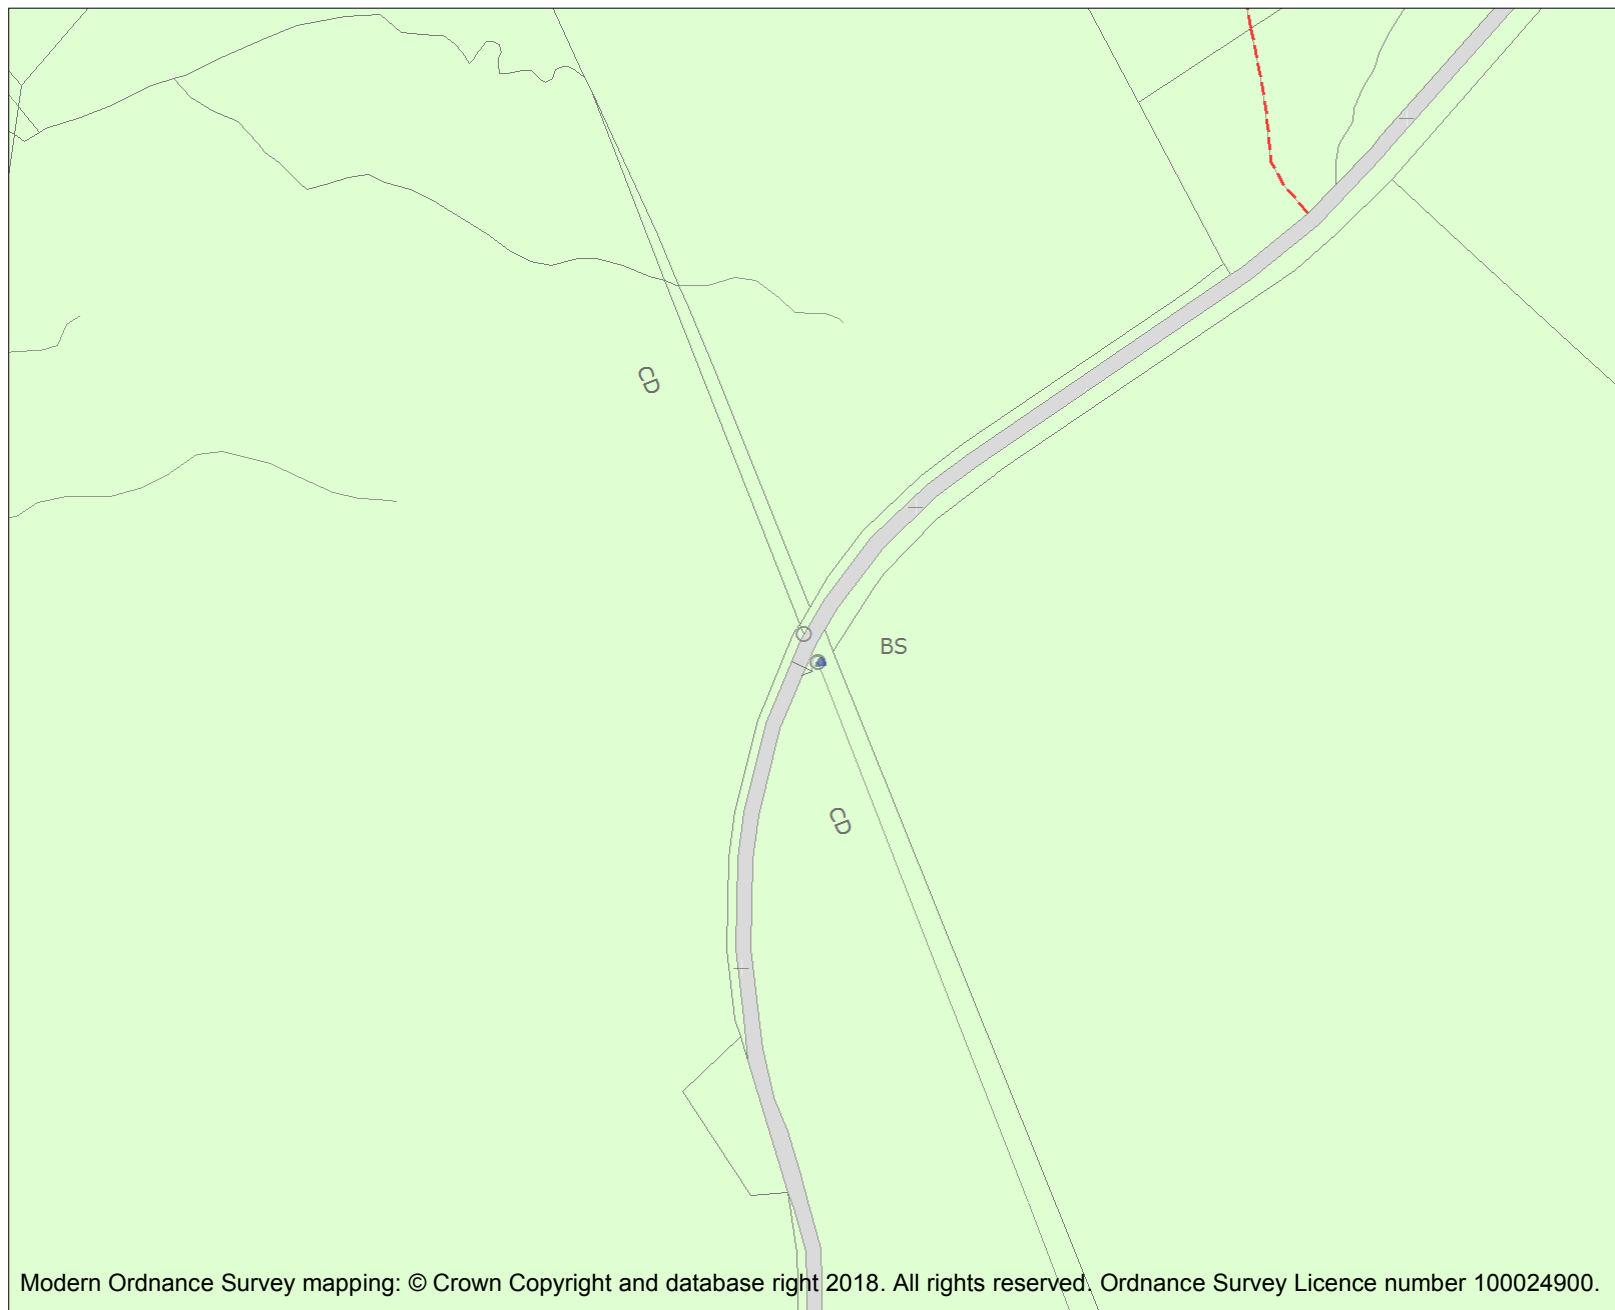 CD
BS
CD
Modern Ordnance Survey mapping: © Crown Copyright and database right 2018. All rights reserved. Ordnance Survey Licence number 100024900.